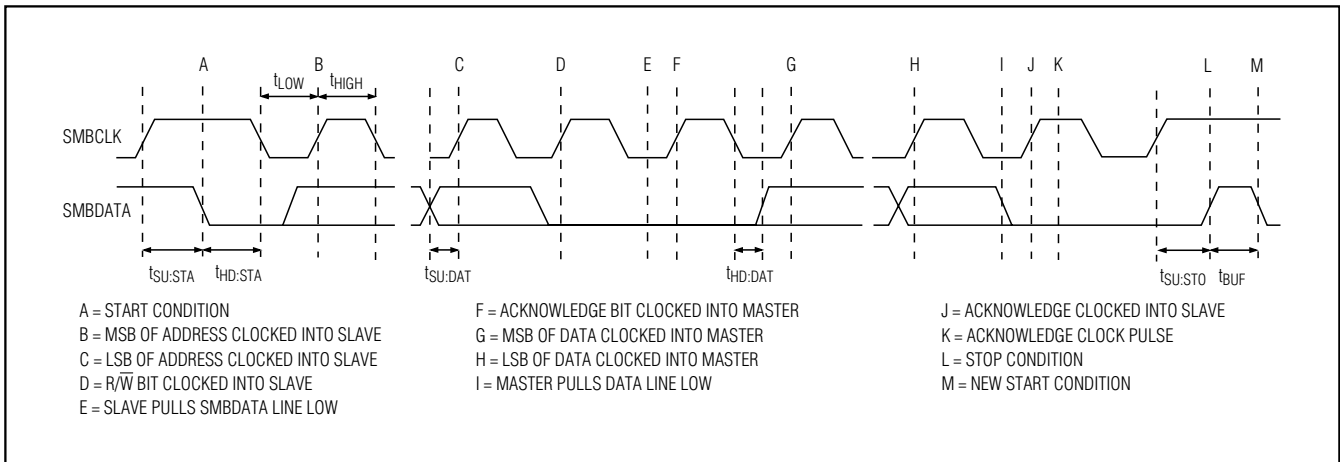 A B C D E F G H I J K L M
tLOW tHIGH
SMBCLK
SMBDATA
tSU:STA tHD:STA tSU:DAT tHD:DAT tSU:STO tBUF
A = START CONDITION
B = MSB OF ADDRESS CLOCKED INTO SLAVE
C = LSB OF ADDRESS CLOCKED INTO SLAVE
D = R/W̅ BIT CLOCKED INTO SLAVE
E = SLAVE PULLS SMBDATA LINE LOW
F = ACKNOWLEDGE BIT CLOCKED INTO MASTER
G = MSB OF DATA CLOCKED INTO MASTER
H = LSB OF DATA CLOCKED INTO MASTER
I = MASTER PULLS DATA LINE LOW
J = ACKNOWLEDGE CLOCKED INTO SLAVE
K = ACKNOWLEDGE CLOCK PULSE
L = STOP CONDITION
M = NEW START CONDITION